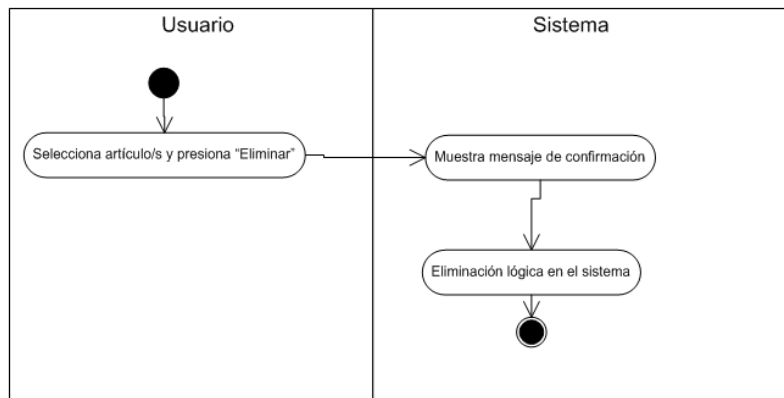 Usuario
Sistema
Selecciona artículo/s y presiona “Eliminar”
Muestra mensaje de confirmación
Eliminación lógica en el sistema